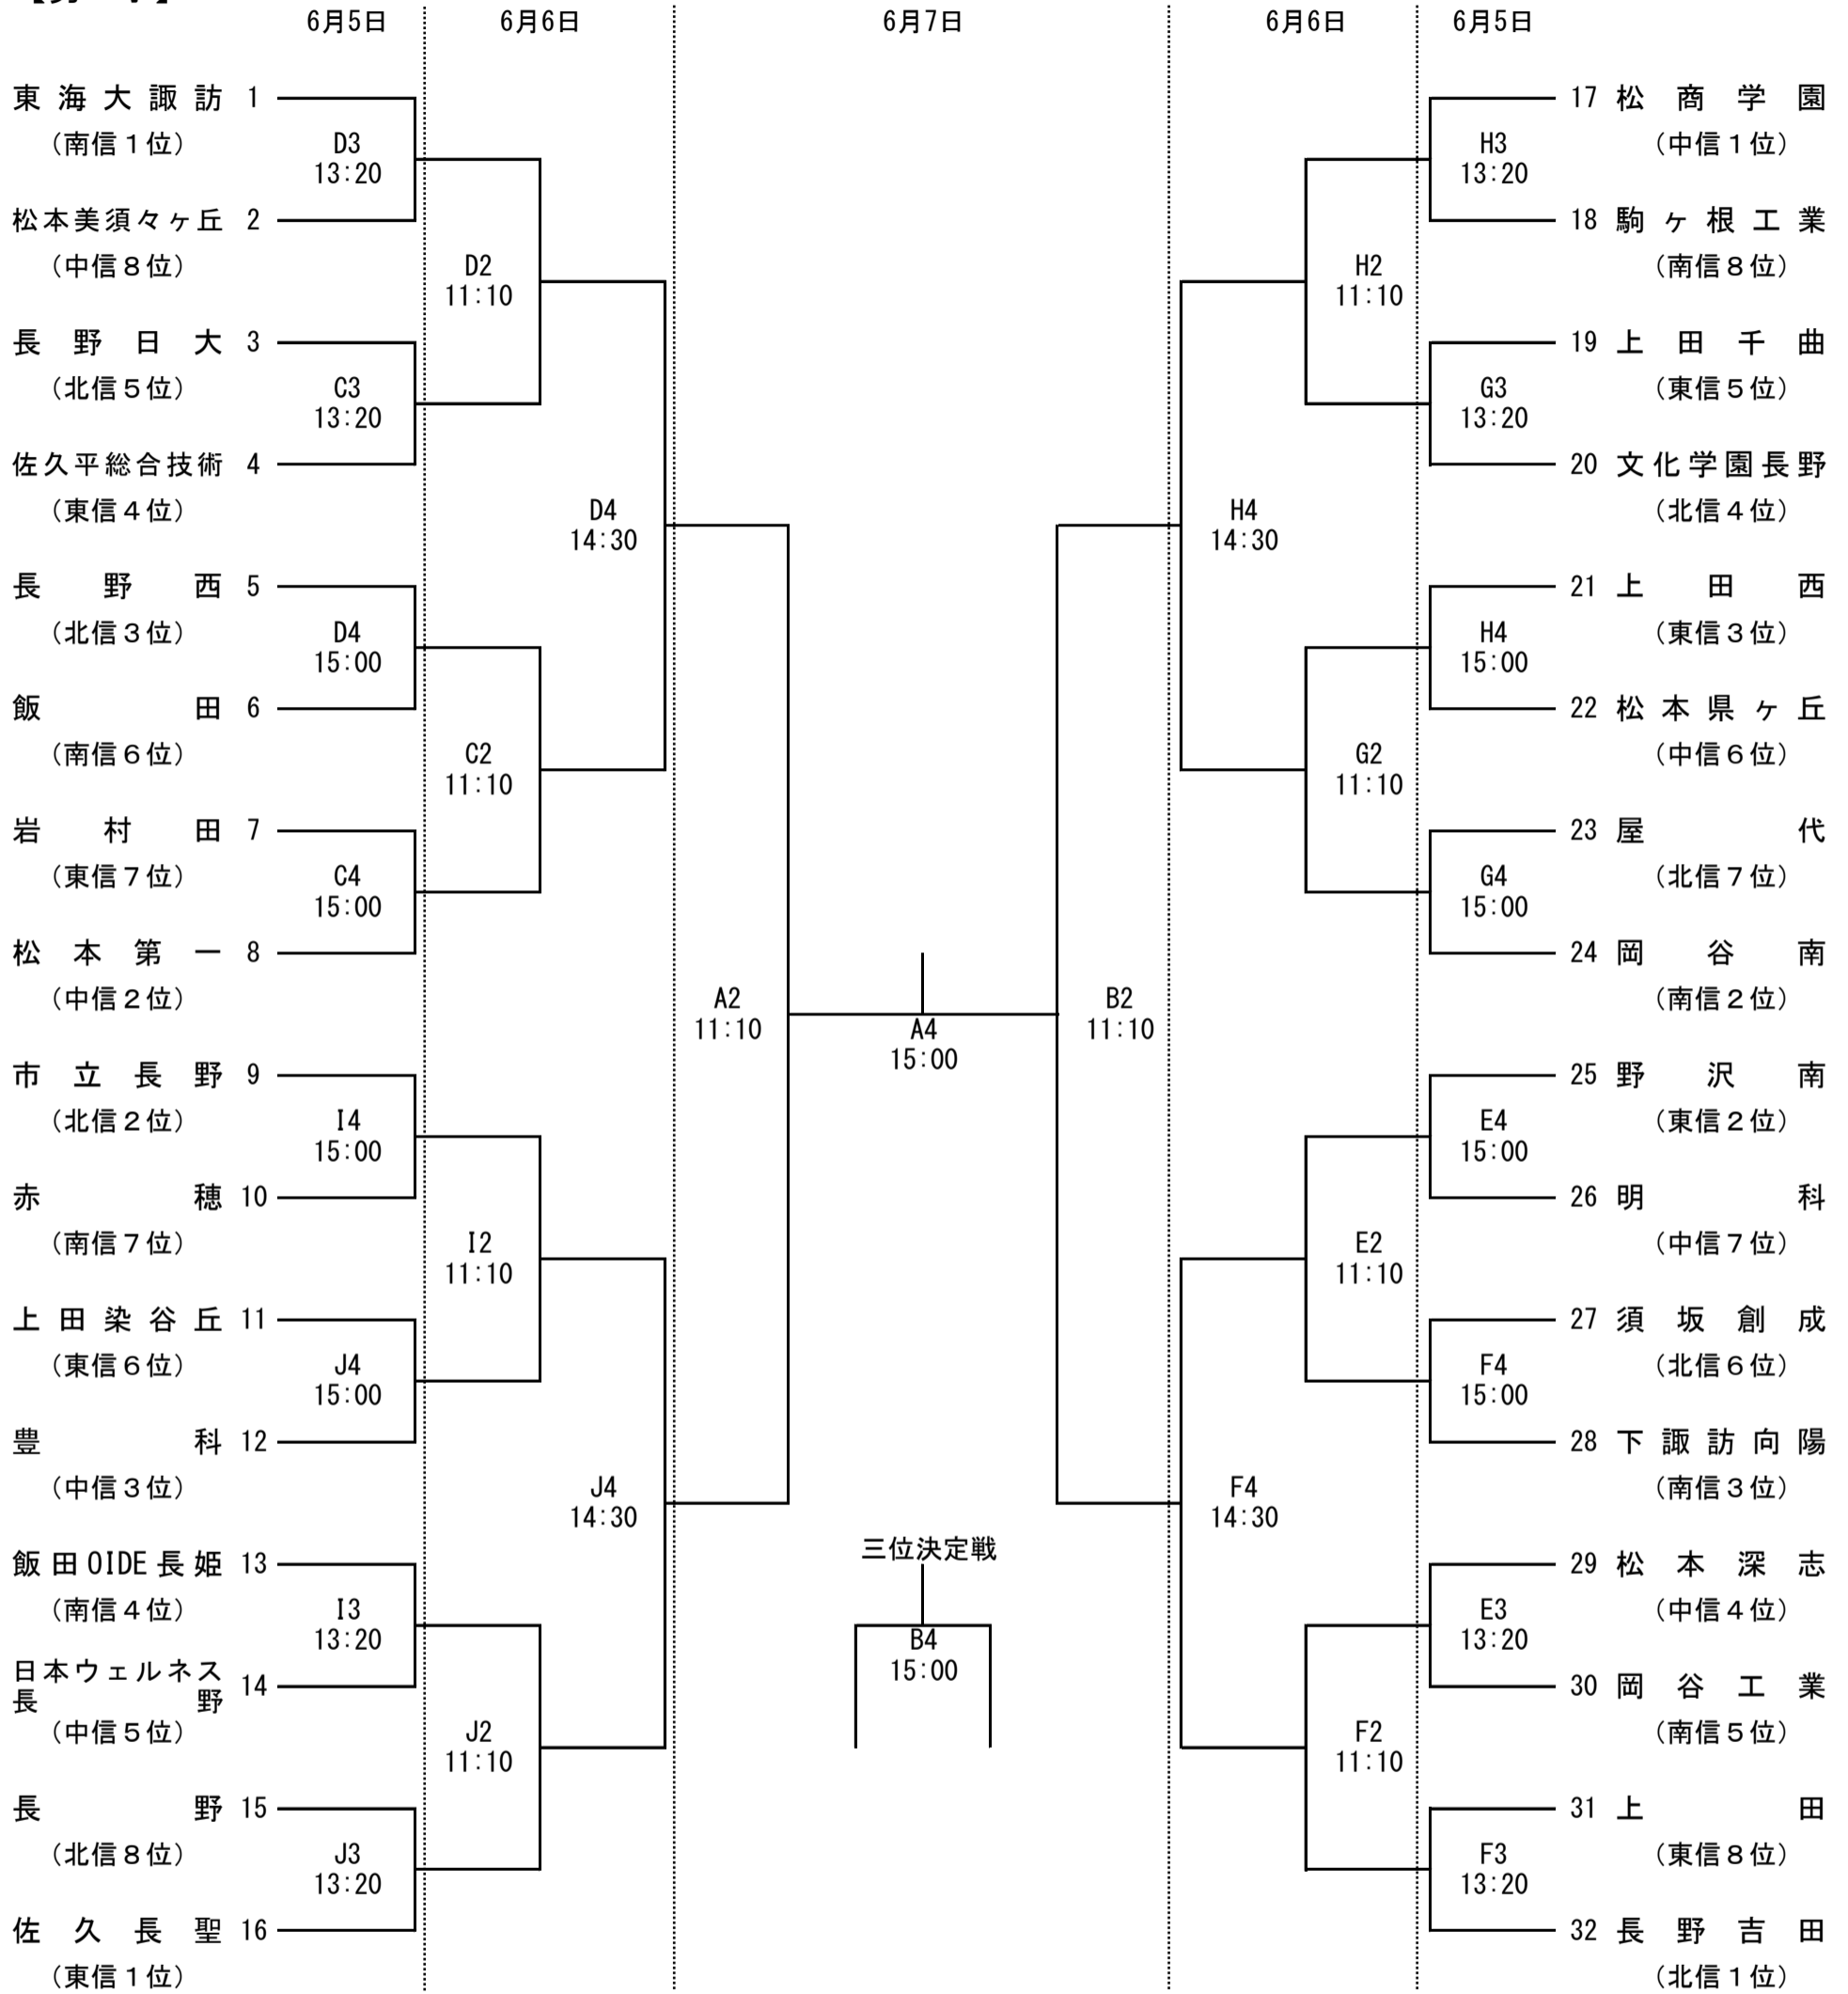 6月5日 6月6日 6月7日 6月6日 6月5日
東海大諏訪 1
（南信１位）
D3
13:20
松本美須々ヶ丘 2
（中信８位）
D2
11:10
長野日大 3
（北信５位）
C3
13:20
佐久平総合技術 4
（東信４位）
D4
14:30
長野西 5
（北信３位）
D4
15:00
飯田 6
（南信６位）
C2
11:10
岩村田 7
（東信７位）
C4
15:00
松本第一 8
（中信２位）
A2
11:10
市立長野 9
（北信２位）
I4
15:00
赤穂 10
（南信７位）
I2
11:10
上田染谷丘 11
（東信６位）
J4
15:00
豊科 12
（中信３位）
J4
14:30
飯田OIDE長姫 13
（南信４位）
I3
13:20
日本ウェルネス
長野 14
（中信５位）
J2
11:10
長野 15
（北信８位）
J3
13:20
佐久長聖 16
（東信１位）
A4
15:00
三位決定戦
B4
15:00
17 松商学園
（中信１位）
H3
13:20
18 駒ヶ根工業
（南信８位）
H2
11:10
19 上田千曲
（東信５位）
G3
13:20
20 文化学園長野
（北信４位）
H4
14:30
21 上田西
（東信３位）
H4
15:00
22 松本県ヶ丘
（中信６位）
G2
11:10
23 屋代
（北信７位）
G4
15:00
24 岡谷南
（南信２位）
B2
11:10
25 野沢南
（東信２位）
E4
15:00
26 明科
（中信７位）
E2
11:10
27 須坂創成
（北信６位）
F4
15:00
28 下諏訪向陽
（南信３位）
F4
14:30
29 松本深志
（中信４位）
E3
13:20
30 岡谷工業
（南信５位）
F2
11:10
31 上田
（東信８位）
F3
13:20
32 長野吉田
（北信１位）